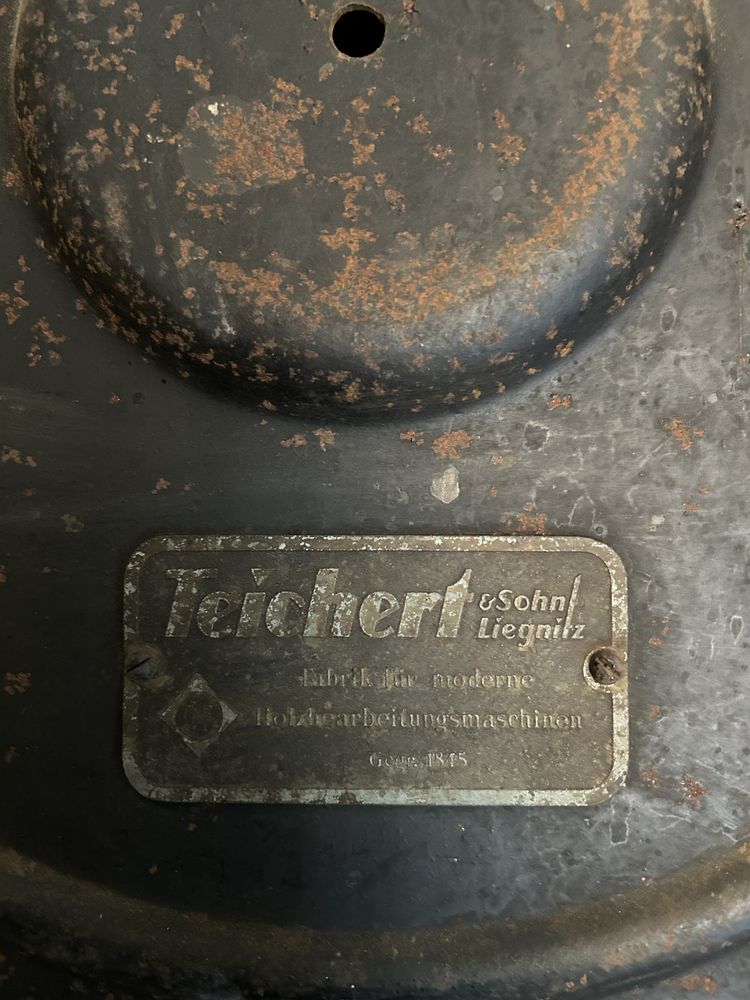 Teichert & Sohn
Liegnitz
Fabrik für moderne
Holzbearbeitungsmaschinen
Gegr. 1845